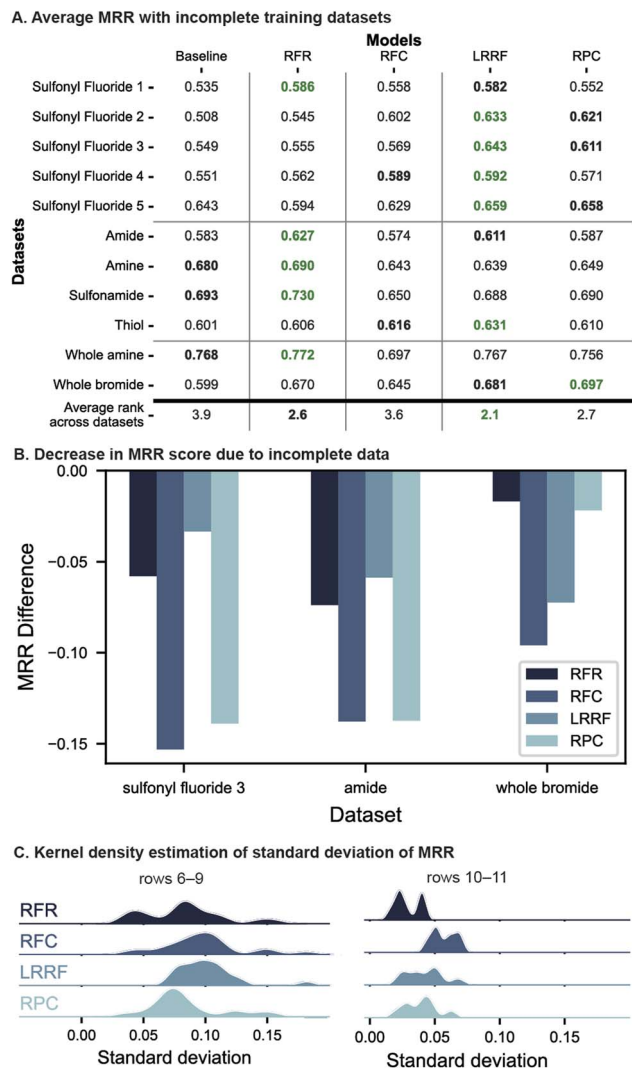 A. Average MRR with incomplete training datasets
Models
Baseline RFR RFC LRRF RPC
Datasets
Sulfonyl Fluoride 1 0.535 0.586 0.558 0.582 0.552
Sulfonyl Fluoride 2 0.508 0.545 0.602 0.633 0.621
Sulfonyl Fluoride 3 0.549 0.555 0.569 0.643 0.611
Sulfonyl Fluoride 4 0.551 0.562 0.589 0.592 0.571
Sulfonyl Fluoride 5 0.643 0.594 0.629 0.659 0.658
Amide 0.583 0.627 0.574 0.611 0.587
Amine 0.680 0.690 0.643 0.639 0.649
Sulfonamide 0.693 0.730 0.650 0.688 0.690
Thiol 0.601 0.606 0.616 0.631 0.610
Whole amine 0.768 0.772 0.697 0.767 0.756
Whole bromide 0.599 0.670 0.645 0.681 0.697
Average rank
across datasets 3.9 2.6 3.6 2.1 2.7
B. Decrease in MRR score due to incomplete data
MRR Difference
0.00
−0.05
−0.10
−0.15
RFR
RFC
LRRF
RPC
sulfonyl fluoride 3 amide whole bromide
Dataset
C. Kernel density estimation of standard deviation of MRR
rows 6–9 rows 10–11
RFR
RFC
LRRF
RPC
0.00 0.05 0.10 0.15 0.00 0.05 0.10 0.15
Standard deviation Standard deviation